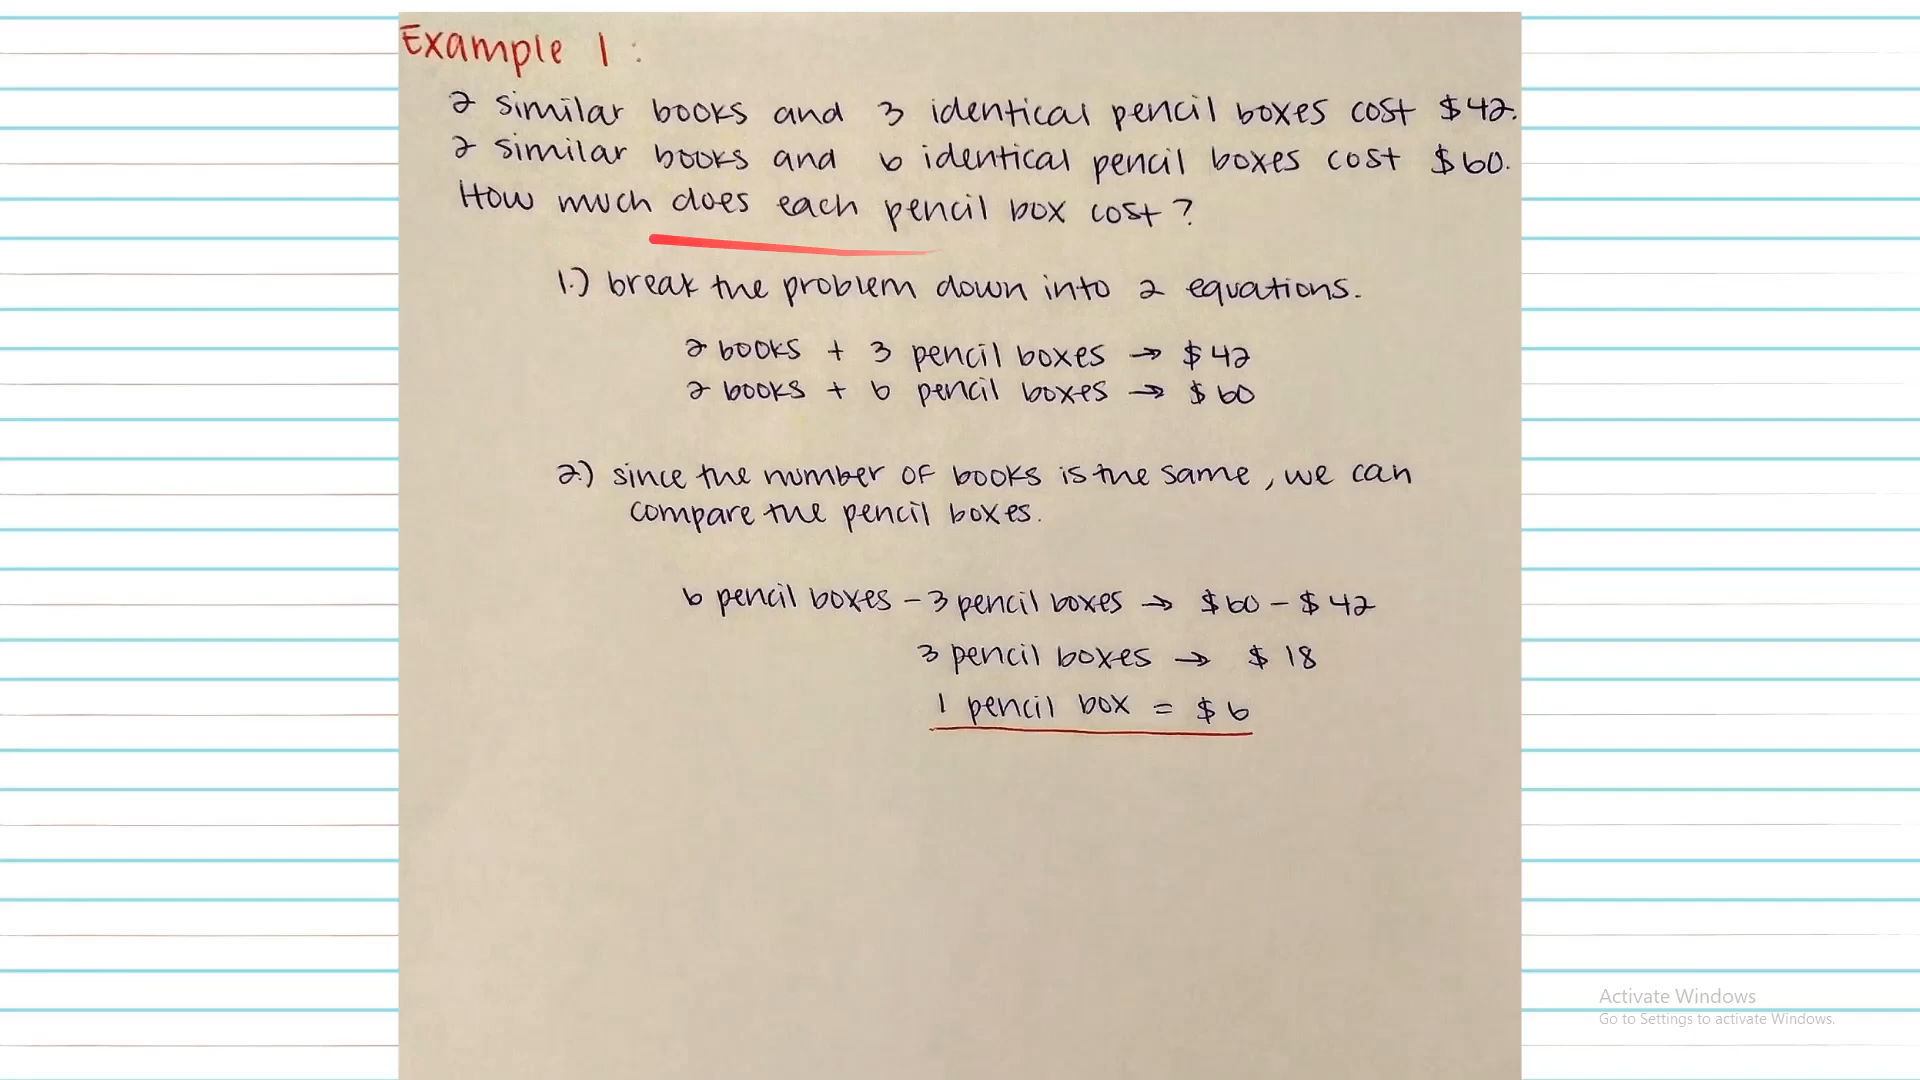 Example 1:
2 similar books and 3 identical pencil boxes cost $42.
2 similar books and 6 identical pencil boxes cost $60.
How much does each pencil box cost?
1.) break the problem down into 2 equations.
2 books + 3 pencil boxes → $42
2 books + 6 pencil boxes → $60
2.) since the number of books is the same, we can
compare the pencil boxes.
6 pencil boxes - 3 pencil boxes → $60 - $42
3 pencil boxes → $18
1 pencil box = $6
Activate Windows
Go to Settings to activate Windows.